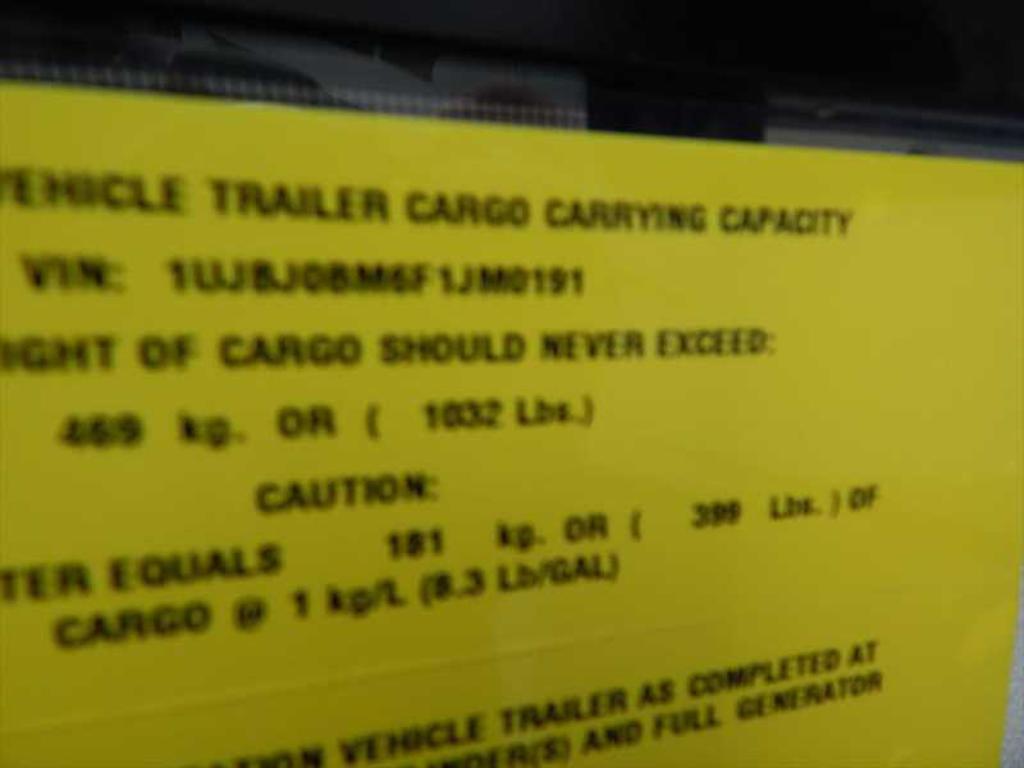 VEHICLE TRAILER CARGO CARRYING CAPACITY
VIN: 1UJBJ0BM6F1JM0191
IGHT OF CARGO SHOULD NEVER EXCEED:
469 kg. OR ( 1032 Lbs.)
CAUTION:
TER EQUALS 181 kg. OR ( 399 Lbs. ) OF
CARGO @ 1 kg/L (8.3 Lb/GAL)
ATION VEHICLE TRAILER AS COMPLETED AT
INDER(S) AND FULL GENERATOR